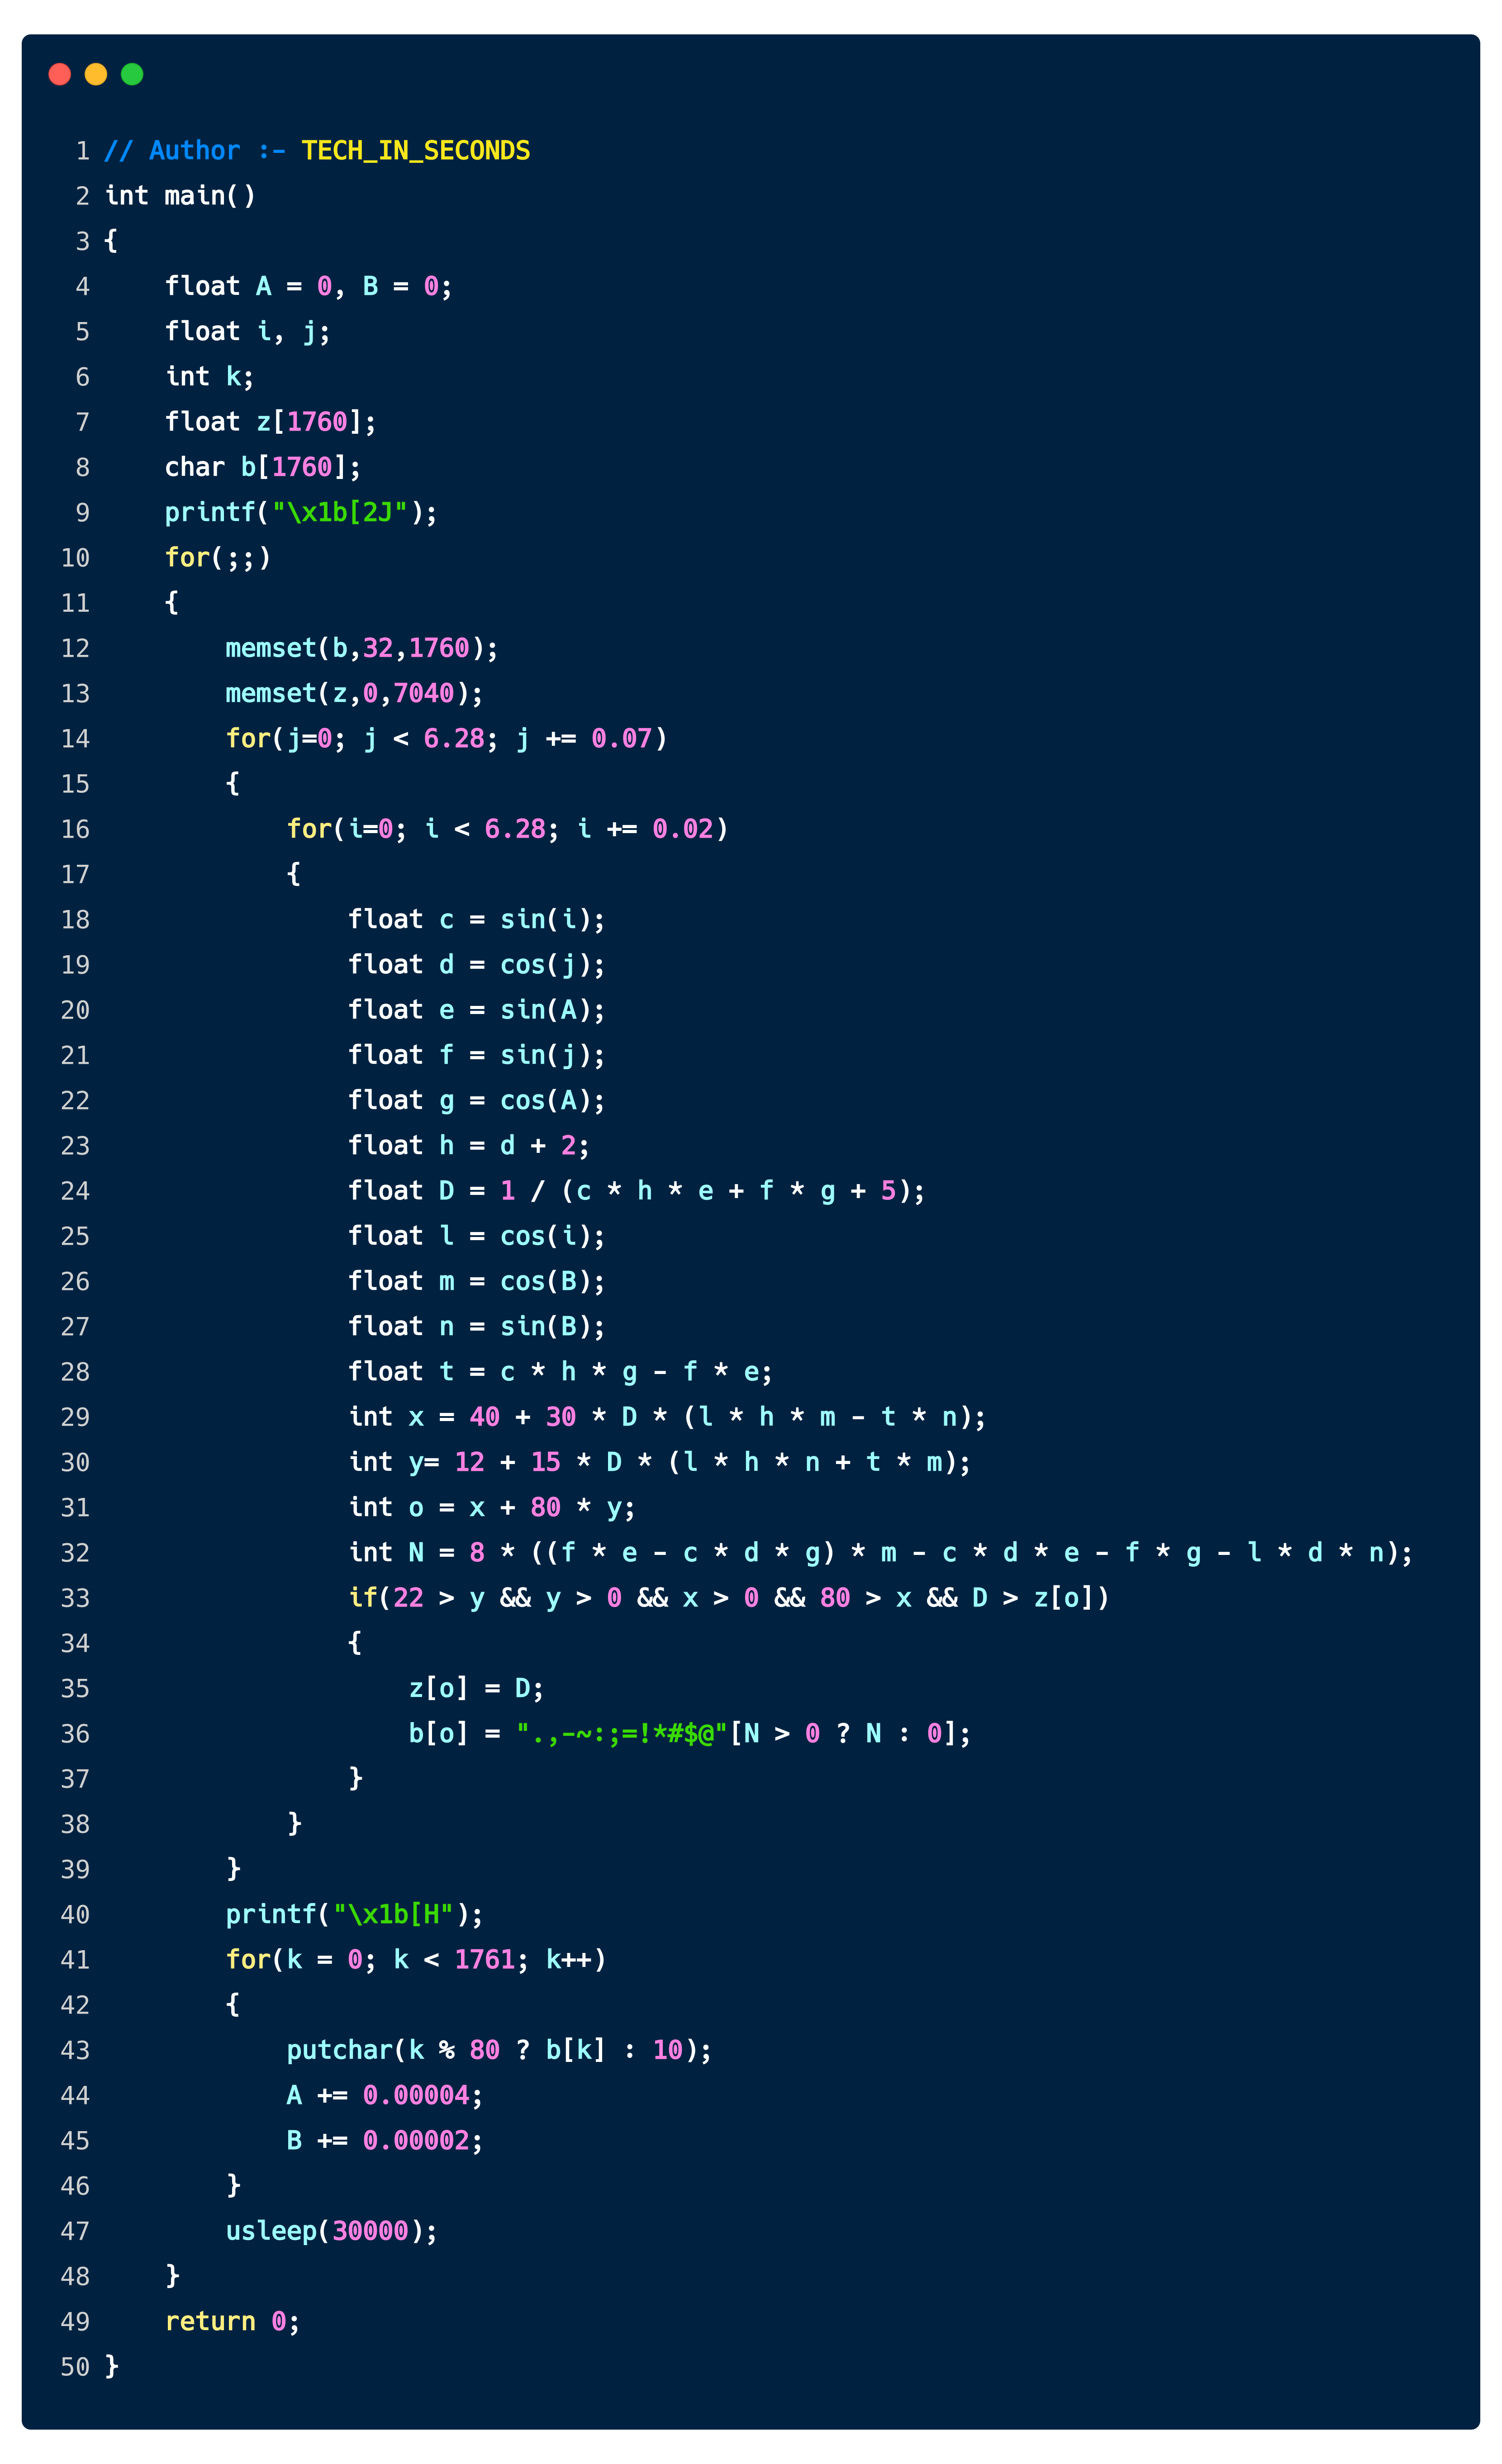 1 // Author :- TECH_IN_SECONDS
2 int main()
3 {
4     float A = 0, B = 0;
5     float i, j;
6     int k;
7     float z[1760];
8     char b[1760];
9     printf("\x1b[2J");
10     for(;;)
11     {
12         memset(b,32,1760);
13         memset(z,0,7040);
14         for(j=0; j < 6.28; j += 0.07)
15         {
16             for(i=0; i < 6.28; i += 0.02)
17             {
18                 float c = sin(i);
19                 float d = cos(j);
20                 float e = sin(A);
21                 float f = sin(j);
22                 float g = cos(A);
23                 float h = d + 2;
24                 float D = 1 / (c * h * e + f * g + 5);
25                 float l = cos(i);
26                 float m = cos(B);
27                 float n = sin(B);
28                 float t = c * h * g - f * e;
29                 int x = 40 + 30 * D * (l * h * m - t * n);
30                 int y= 12 + 15 * D * (l * h * n + t * m);
31                 int o = x + 80 * y;
32                 int N = 8 * ((f * e - c * d * g) * m - c * d * e - f * g - l * d * n);
33                 if(22 > y && y > 0 && x > 0 && 80 > x && D > z[o])
34                 {
35                     z[o] = D;
36                     b[o] = ".,-~:;=!*#$@"[N > 0 ? N : 0];
37                 }
38             }
39         }
40         printf("\x1b[H");
41         for(k = 0; k < 1761; k++)
42         {
43             putchar(k % 80 ? b[k] : 10);
44             A += 0.00004;
45             B += 0.00002;
46         }
47         usleep(30000);
48     }
49     return 0;
50 }